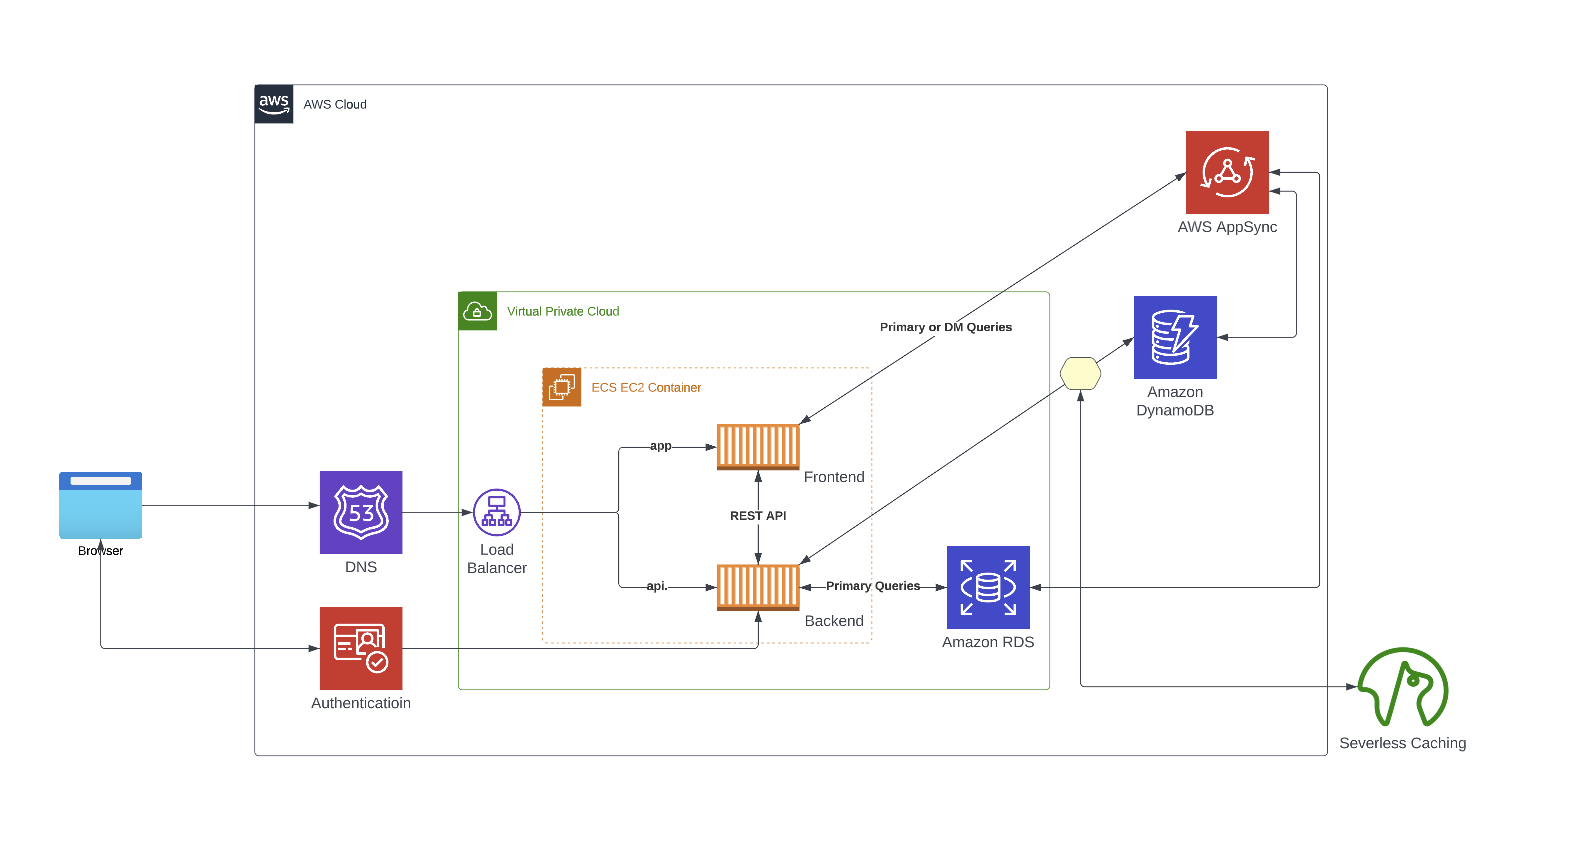 aws
AWS Cloud
AWS AppSync
Virtual Private Cloud
Primary or DM Queries
ECS EC2 Container
Amazon
DynamoDB
app
Frontend
53
REST API
Browser
Load
Balancer
DNS
api.
Primary Queries
Backend
Amazon RDS
Authenticatioin
Severless Caching